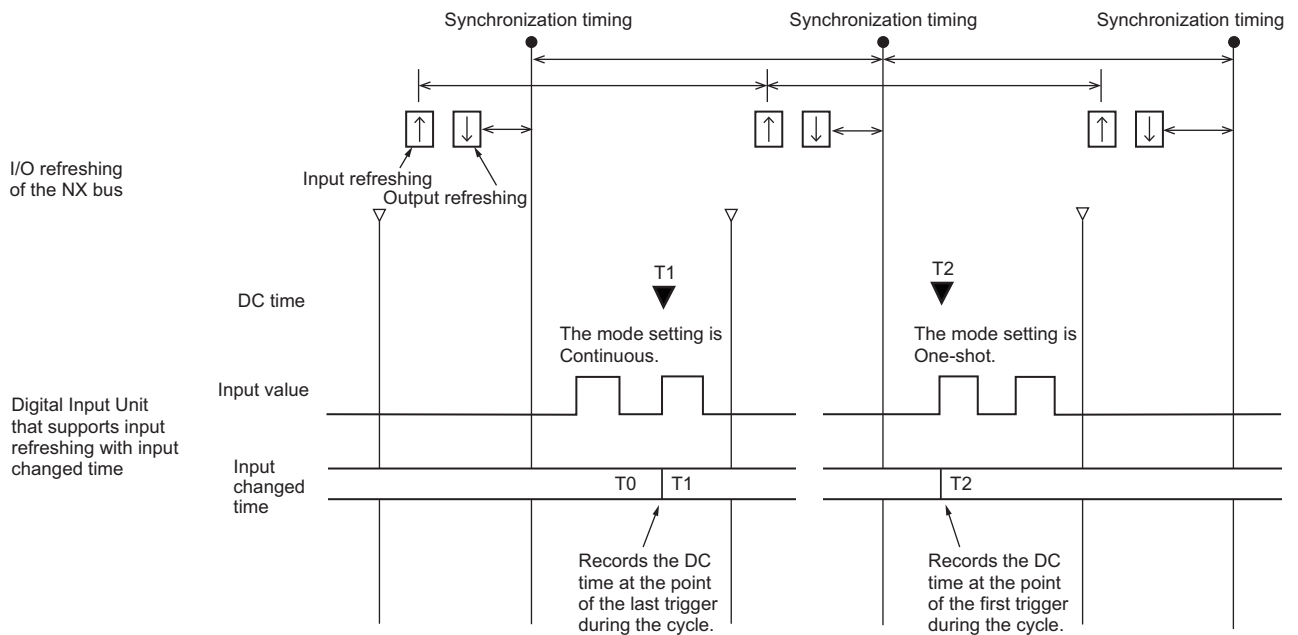 Synchronization timing
Synchronization timing
Synchronization timing
I/O refreshing
of the NX bus
↑
↓
↑
↓
↑
↓
Input refreshing
Output refreshing
DC time
T1
T2
The mode setting is
Continuous.
The mode setting is
One-shot.
Input value
Digital Input Unit
that supports input
refreshing with input
changed time
Input
changed
time
T0
T1
T2
Records the DC
time at the point
of the last trigger
during the cycle.
Records the DC
time at the point
of the first trigger
during the cycle.